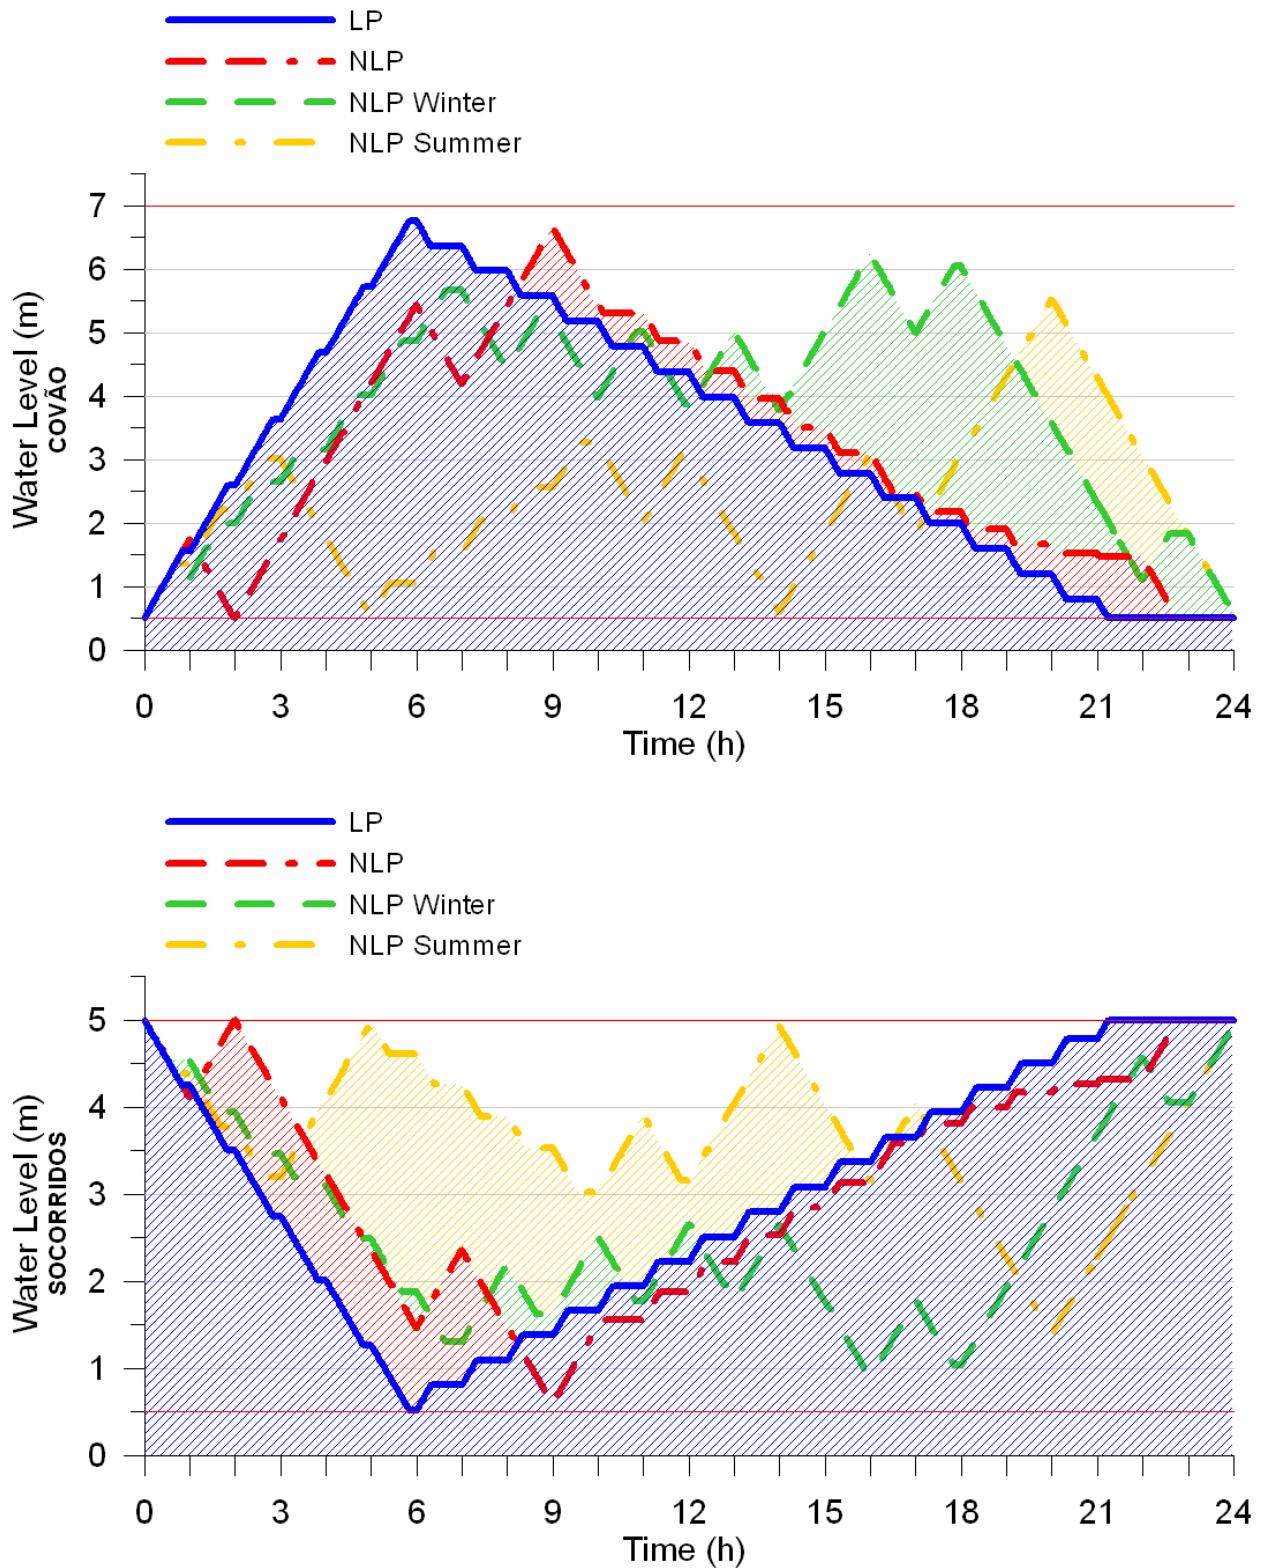 LP
NLP
NLP Winter
NLP Summer
Water Level (m)
COVÃO
7
6
5
4
3
2
1
0
0 3 6 9 12 15 18 21 24
Time (h)
LP
NLP
NLP Winter
NLP Summer
Water Level (m)
SOCORRIDOS
5
4
3
2
1
0
0 3 6 9 12 15 18 21 24
Time (h)